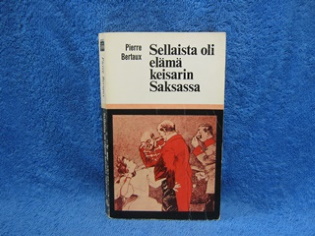 Pierre
Bertaux
Sellaista oli
elämä
keisarin
Saksassa